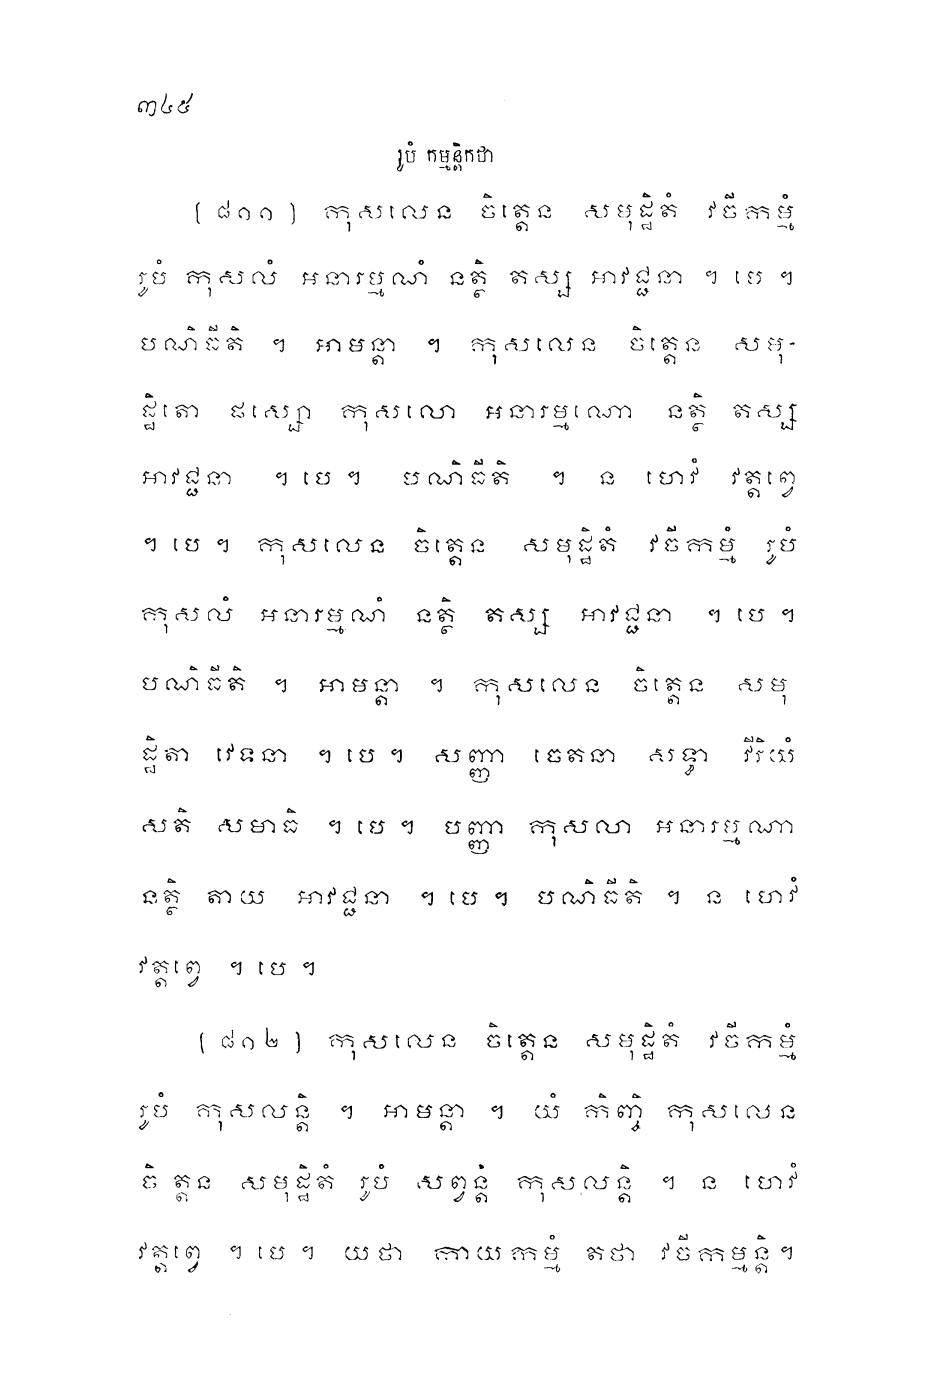 ៣៤៥
រូបំ កម្មន្តិកថា
(៨១១) កុសលេន ចិត្តេន សមុដ្ឋិតំ វចីកម្មំ
រូបំ កុសលំ អនារម្មណំ នត្ថិ តស្ស អាវជ្ជនា ។ បេ ។
បណិធីតិ ។ អាមន្តា ។ កុសលេន ចិត្តេន សមុ-
ដ្ឋិតោ ផស្សោ កុសលោ អនារម្មណោ នត្ថិ តស្ស
អាវជ្ជនា ។ បេ ។ បណិធីតិ ។ ន ហេវំ វត្តព្វេ
។ បេ ។ កុសលេន ចិត្តេន សមុដ្ឋិតំ វចីកម្មំ រូបំ
កុសលំ អនារម្មណំ នត្ថិ តស្ស អាវជ្ជនា ។ បេ ។
បណិធីតិ ។ អាមន្តា ។ កុសលេន ចិត្តេន សមុ
ដ្ឋិតា វេទនា ។ បេ ។ សញ្ញា ចេតនា សទ្ធា វីរិយំ
សតិ សមាធិ ។ បេ ។ បញ្ញា កុសលា អនារម្មណា
នត្ថិ តាយ អាវជ្ជនា ។ បេ ។ បណិធីតិ ។ ន ហេវំ
វត្តព្វេ ។ បេ ។
(៨១២) កុសលេន ចិត្តេន សមុដ្ឋិតំ វចីកម្មំ
រូបំ កុសលន្តិ ។ អាមន្តា ។ យំ កិញ្ចិ កុសលេន
ចិត្តេន សមុដ្ឋិតំ រូបំ សព្វន្តំ កុសលន្តិ ។ ន ហេវំ
វត្តព្វេ ។ បេ ។ យថា កាយកម្មំ តថា វចីកម្មន្តិ។